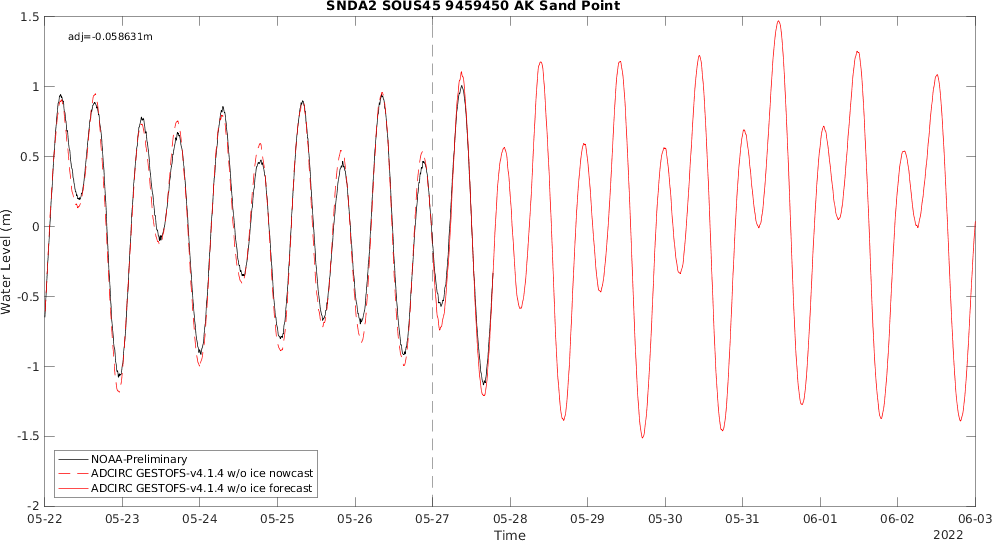 SNDA2 SOUS45 9459450 AK Sand Point
adj=-0.058631m
1.5
1
0.5
0
-0.5
-1
-1.5
-2
Water Level (m)
NOAA-Preliminary
ADCIRC GESTOFS-v4.1.4 w/o ice nowcast
ADCIRC GESTOFS-v4.1.4 w/o ice forecast
05-22 05-23 05-24 05-25 05-26 05-27 05-28 05-29 05-30 05-31 06-01 06-02 06-03
Time
2022